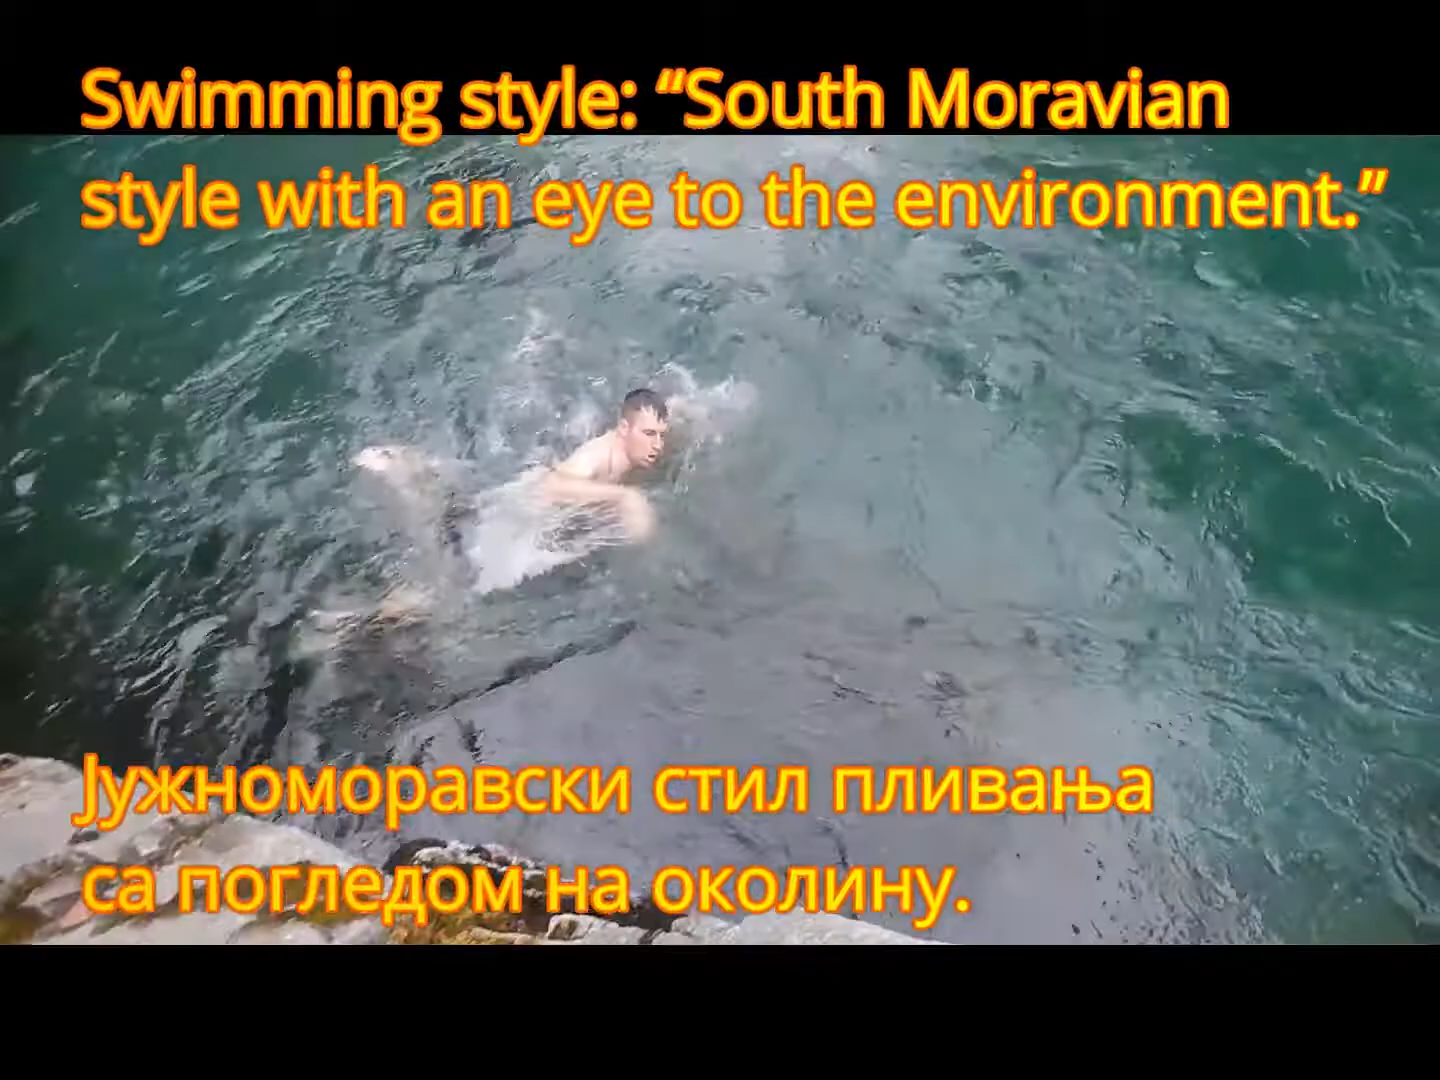 Swimming style: “South Moravian
style with an eye to the environment.”
Јужноморавски стил пливања
са погледом на околину.